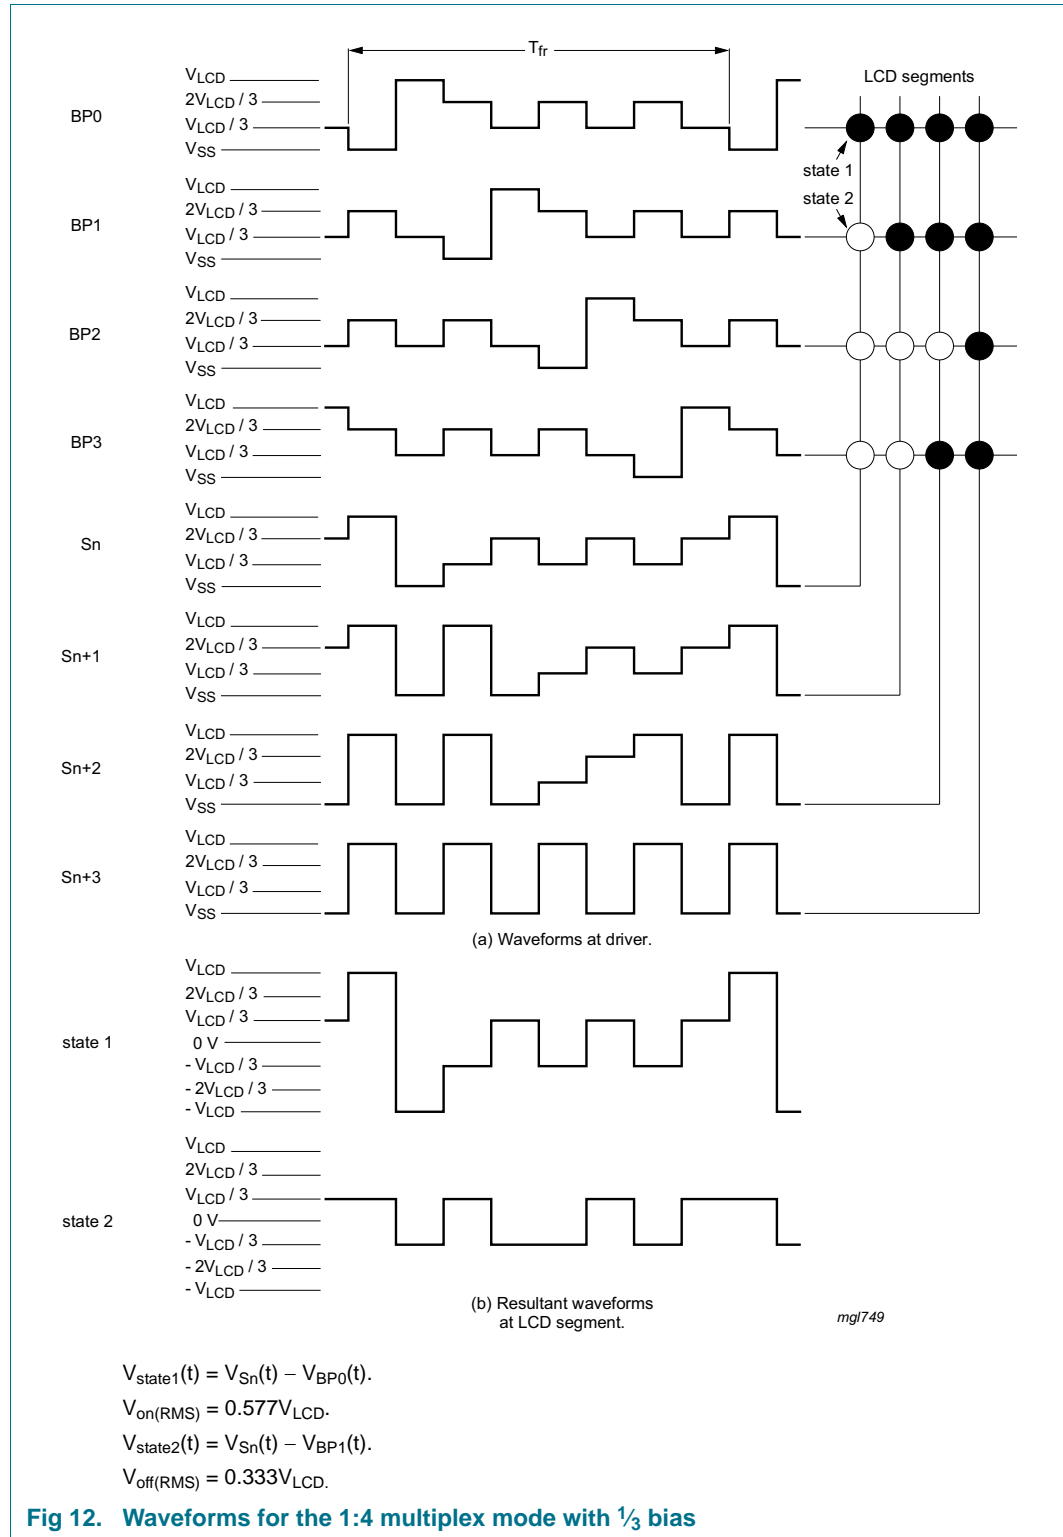 Tfr
LCD segments
BP0
VLCD
2VLCD / 3
VLCD / 3
VSS
state 1
state 2
BP1
VLCD
2VLCD / 3
VLCD / 3
VSS
BP2
VLCD
2VLCD / 3
VLCD / 3
VSS
BP3
VLCD
2VLCD / 3
VLCD / 3
VSS
Sn
VLCD
2VLCD / 3
VLCD / 3
VSS
Sn+1
VLCD
2VLCD / 3
VLCD / 3
VSS
Sn+2
VLCD
2VLCD / 3
VLCD / 3
VSS
Sn+3
VLCD
2VLCD / 3
VLCD / 3
VSS
(a) Waveforms at driver.
state 1
VLCD
2VLCD / 3
VLCD / 3
0 V
- VLCD / 3
- 2VLCD / 3
- VLCD
state 2
VLCD
2VLCD / 3
VLCD / 3
0 V
- VLCD / 3
- 2VLCD / 3
- VLCD
(b) Resultant waveforms
at LCD segment.
mgl749
Vstate1(t) = VSn(t) − VBP0(t).
Von(RMS) = 0.577VLCD.
Vstate2(t) = VSn(t) − VBP1(t).
Voff(RMS) = 0.333VLCD.
Fig 12. Waveforms for the 1:4 multiplex mode with 1⁄3 bias